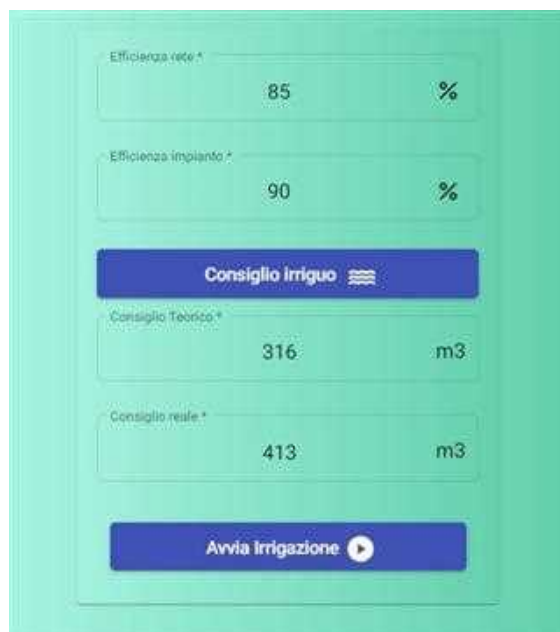 Efficienza rete *
85 %
Efficienza impianto *
90 %
Consiglio irriguo
Consiglio Teorico *
316 m3
Consiglio reale *
413 m3
Avvia Irrigazione